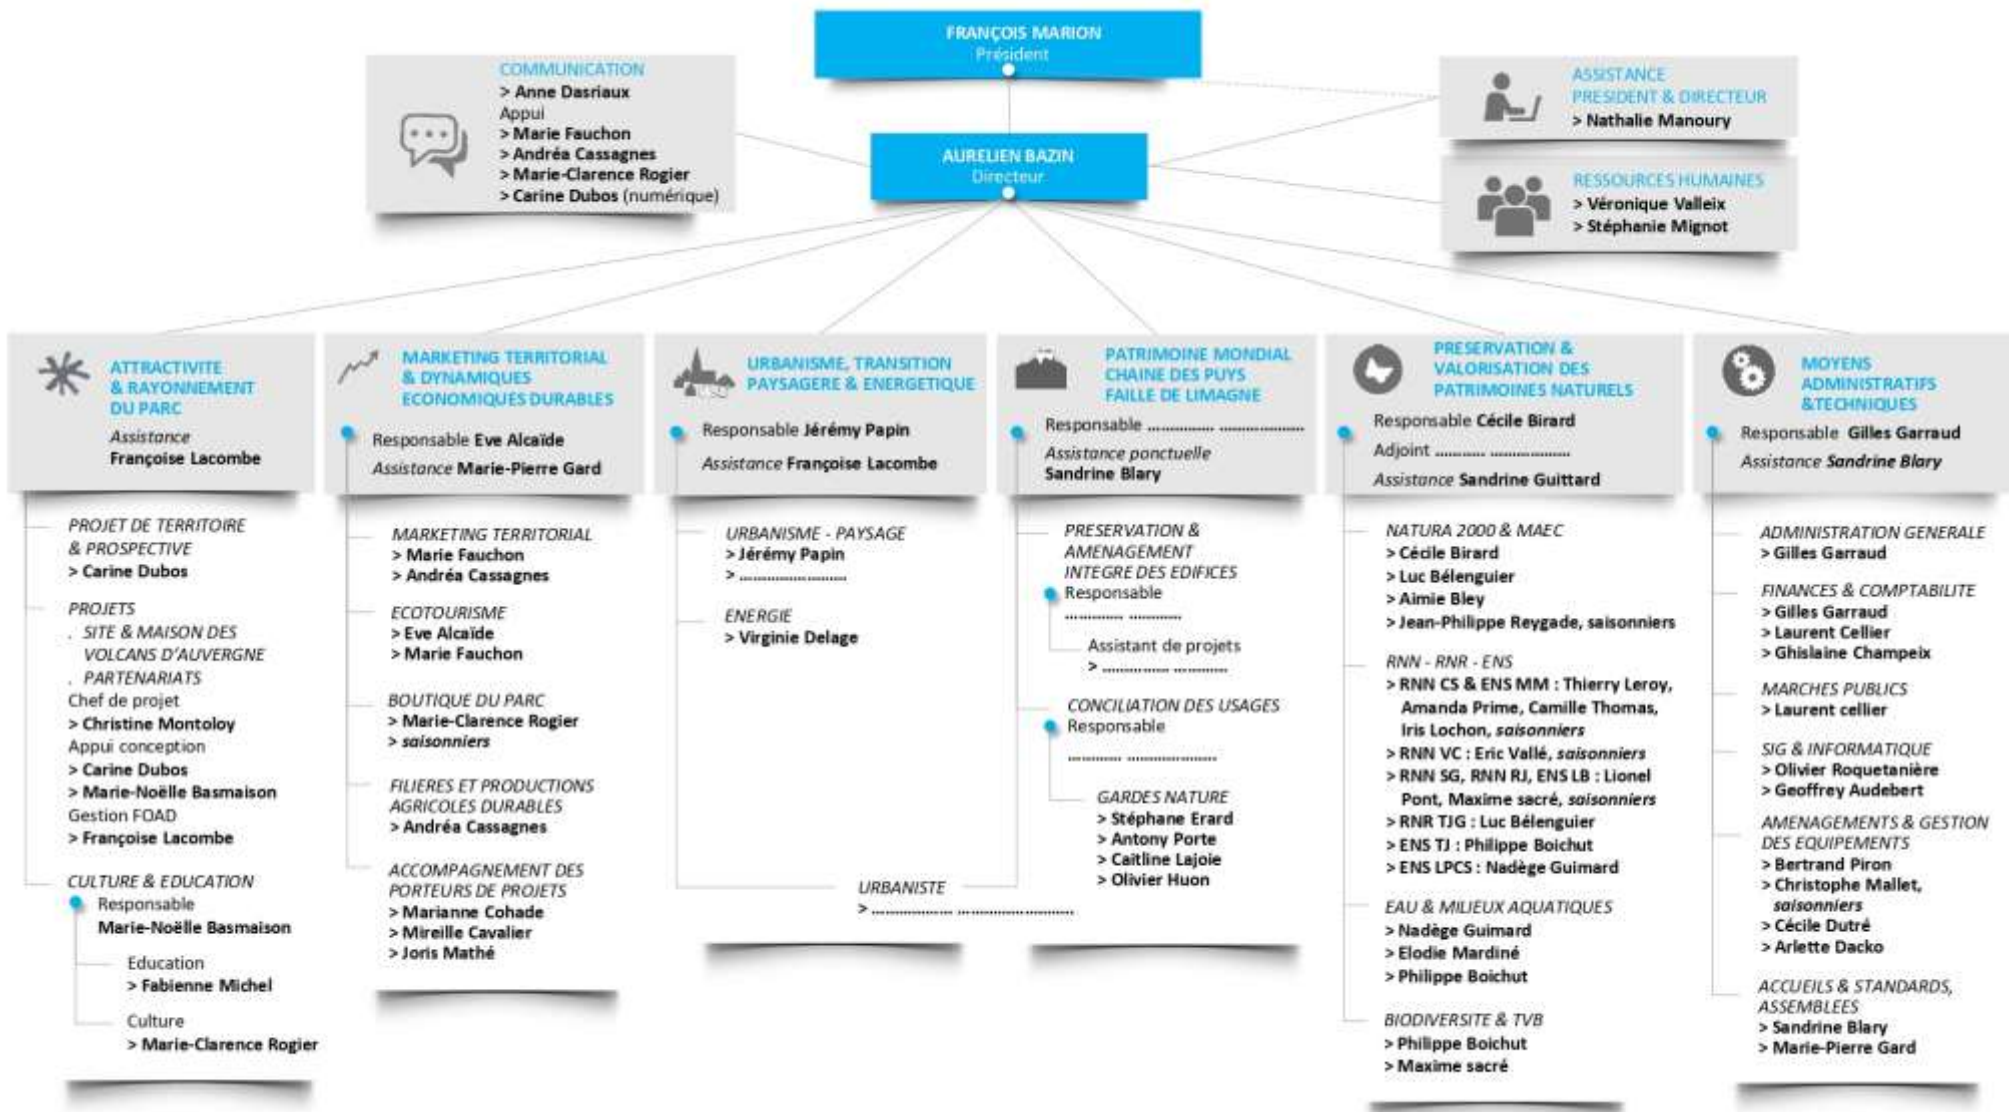 FRANÇOIS MARION
Président
COMMUNICATION
> Anne Dasriaux
Appui
> Marie Fauchon
> Andréa Cassagnes
> Marie-Clarence Rogier
> Carine Dubos (numérique)
AURELIEN BAZIN
Directeur
ASSISTANCE
PRESIDENT & DIRECTEUR
> Nathalie Manoury
RESSOURCES HUMAINES
> Véronique Valleix
> Stéphanie Mignot
ATTRACTIVITE
& RAYONNEMENT
DU PARC
Assistance
Françoise Lacombe
PROJET DE TERRITOIRE
& PROSPECTIVE
> Carine Dubos
PROJETS
. SITE & MAISON DES
VOLCANS D'AUVERGNE
. PARTENARIATS
Chef de projet
> Christine Montoloy
Appui conception
> Carine Dubos
> Marie-Noëlle Basmaison
Gestion FOAD
> Françoise Lacombe
CULTURE & EDUCATION
Responsable
Marie-Noëlle Basmaison
Education
> Fabienne Michel
Culture
> Marie-Clarence Rogier
MARKETING TERRITORIAL
& DYNAMIQUES
ECONOMIQUES DURABLES
Responsable Eve Alcaïde
Assistance Marie-Pierre Gard
MARKETING TERRITORIAL
> Marie Fauchon
> Andréa Cassagnes
ECOTOURISME
> Eve Alcaïde
> Marie Fauchon
BOUTIQUE DU PARC
> Marie-Clarence Rogier
> saisonniers
FILIERES ET PRODUCTIONS
AGRICOLES DURABLES
> Andréa Cassagnes
ACCOMPAGNEMENT DES
PORTEURS DE PROJETS
> Marianne Cohade
> Mireille Cavalier
> Joris Mathé
URBANISME, TRANSITION
PAYSAGERE & ENERGETIQUE
Responsable Jérémy Papin
Assistance Françoise Lacombe
URBANISME - PAYSAGE
> Jérémy Papin
> ..........................
ENERGIE
> Virginie Delage
URBANISTE
> .................... .............................
PATRIMOINE MONDIAL
CHAINE DES PUYS
FAILLE DE LIMAGNE
Responsable ................ .....................
Assistance ponctuelle
Sandrine Blary
PRESERVATION &
AMENAGEMENT
INTEGRE DES EDIFICES
Responsable
.............. .............
Assistant de projets
> ................ .............
CONCILIATION DES USAGES
Responsable
............. ......................
GARDES NATURE
> Stéphane Erard
> Antony Porte
> Caitline Lajoie
> Olivier Huon
PRESERVATION &
VALORISATION DES
PATRIMOINES NATURELS
Responsable Cécile Birard
Adjoint ............ ...................
Assistance Sandrine Guittard
NATURA 2000 & MAEC
> Cécile Birard
> Luc Bélenguier
> Aimie Bley
> Jean-Philippe Reygade, saisonniers
RNN - RNR - ENS
> RNN CS & ENS MM : Thierry Leroy,
Amanda Prime, Camille Thomas,
Iris Lochon, saisonniers
> RNN VC : Eric Vallé, saisonniers
> RNN SG, RNN RJ, ENS LB : Lionel
Pont, Maxime sacré, saisonniers
> RNR TJG : Luc Bélenguier
> ENS TJ : Philippe Boichut
> ENS LPCS : Nadège Guimard
EAU & MILIEUX AQUATIQUES
> Nadège Guimard
> Elodie Mardiné
> Philippe Boichut
BIODIVERSITE & TVB
> Philippe Boichut
> Maxime sacré
MOYENS
ADMINISTRATIFS
&TECHNIQUES
Responsable Gilles Garraud
Assistance Sandrine Blary
ADMINISTRATION GENERALE
> Gilles Garraud
FINANCES & COMPTABILITE
> Gilles Garraud
> Laurent Cellier
> Ghislaine Champeix
MARCHES PUBLICS
> Laurent cellier
SIG & INFORMATIQUE
> Olivier Roquetanière
> Geoffrey Audebert
AMENAGEMENTS & GESTION
DES EQUIPEMENTS
> Bertrand Piron
> Christophe Mallet,
saisonniers
> Cécile Dutré
> Arlette Dacko
ACCUEILS & STANDARDS,
ASSEMBLEES
> Sandrine Blary
> Marie-Pierre Gard